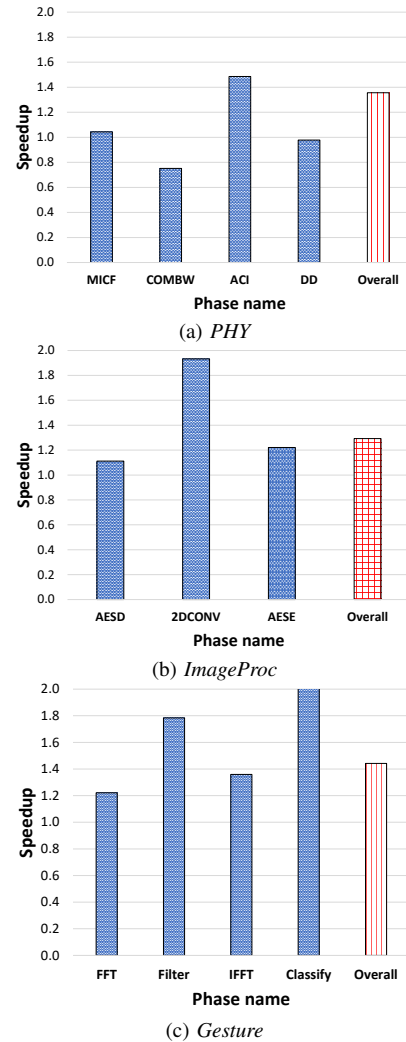 2.0
1.8
1.6
1.4
1.2
1.0
0.8
0.6
0.4
0.2
0.0
Speedup
MICF COMBW ACI DD Overall
Phase name
(a) PHY
2.0
1.8
1.6
1.4
1.2
1.0
0.8
0.6
0.4
0.2
0.0
Speedup
AESD 2DCONV AESE Overall
Phase name
(b) ImageProc
2.0
1.8
1.6
1.4
1.2
1.0
0.8
0.6
0.4
0.2
0.0
Speedup
FFT Filter IFFT Classify Overall
Phase name
(c) Gesture